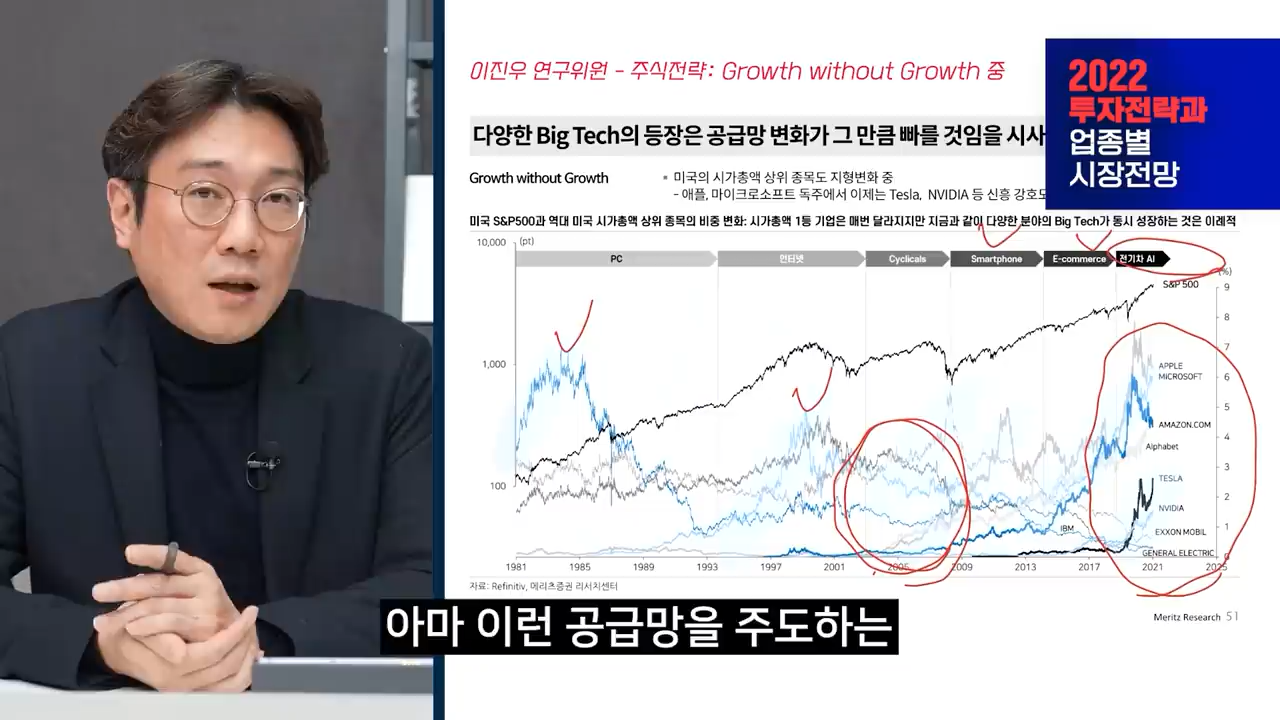 이진우 연구위원 - 주식전략: Growth without Growth 중
2022
투자전략과
업종별
시장전망
다양한 Big Tech의 등장은 공급망 변화가 그 만큼 빠를 것임을 시사
Growth without Growth
▪ 미국의 시가총액 상위 종목도 지형변화 중
- 애플, 마이크로소프트 독주에서 이제는 Tesla, NVIDIA 등 신흥 강호
미국 S&P500과 역대 미국 시가총액 상위 종목의 비중 변화: 시가총액 1등 기업은 매번 달라지지만 지금과 같이 다양한 분야의 Big Tech가 동시 성장하는 것은 이례적
10,000 (pt)
PC 인터넷 Cyclicals Smartphone E-commerce 전기차 AI
(%)
S&P 500
9
8
7
1,000
APPLE
MICROSOFT
6
5
AMAZON.COM
4
Alphabet
3
100
TESLA
2
NVIDIA
1
IBM
EXXON MOBIL
GENERAL ELECTRIC
0
1981 1985 1989 1993 1997 2001 2005 2009 2013 2017 2021 2025
자료: Refinitiv, 메리츠증권 리서치센터
Meritz Research 51
아마 이런 공급망을 주도하는